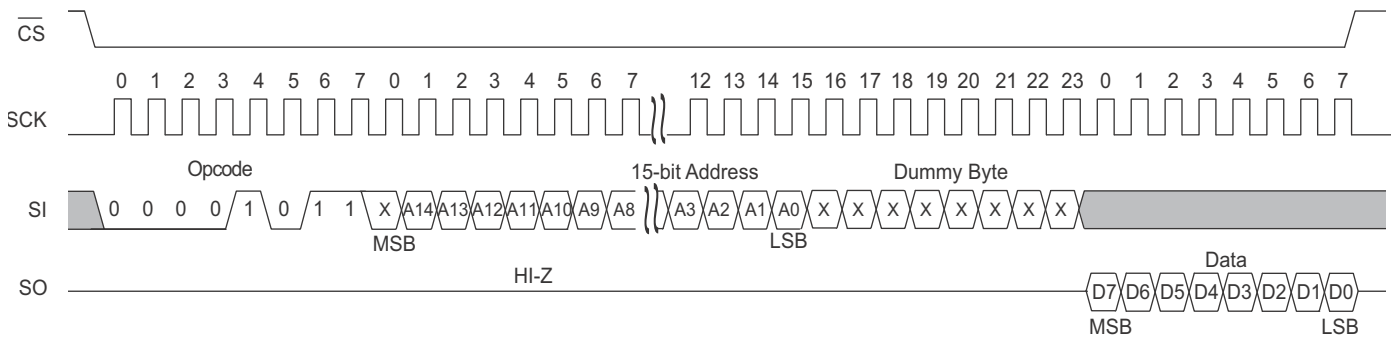 CS
0 1 2 3 4 5 6 7 0 1 2 3 4 5 6 7 12 13 14 15 16 17 18 19 20 21 22 23 0 1 2 3 4 5 6 7
SCK
Opcode 15-bit Address Dummy Byte
SI 0 0 0 0 1 0 1 1 X A14 A13 A12 A11 A10 A9 A8 A3 A2 A1 A0 X X X X X X X X
MSB LSB
HI-Z Data
SO D7 D6 D5 D4 D3 D2 D1 D0
MSB LSB